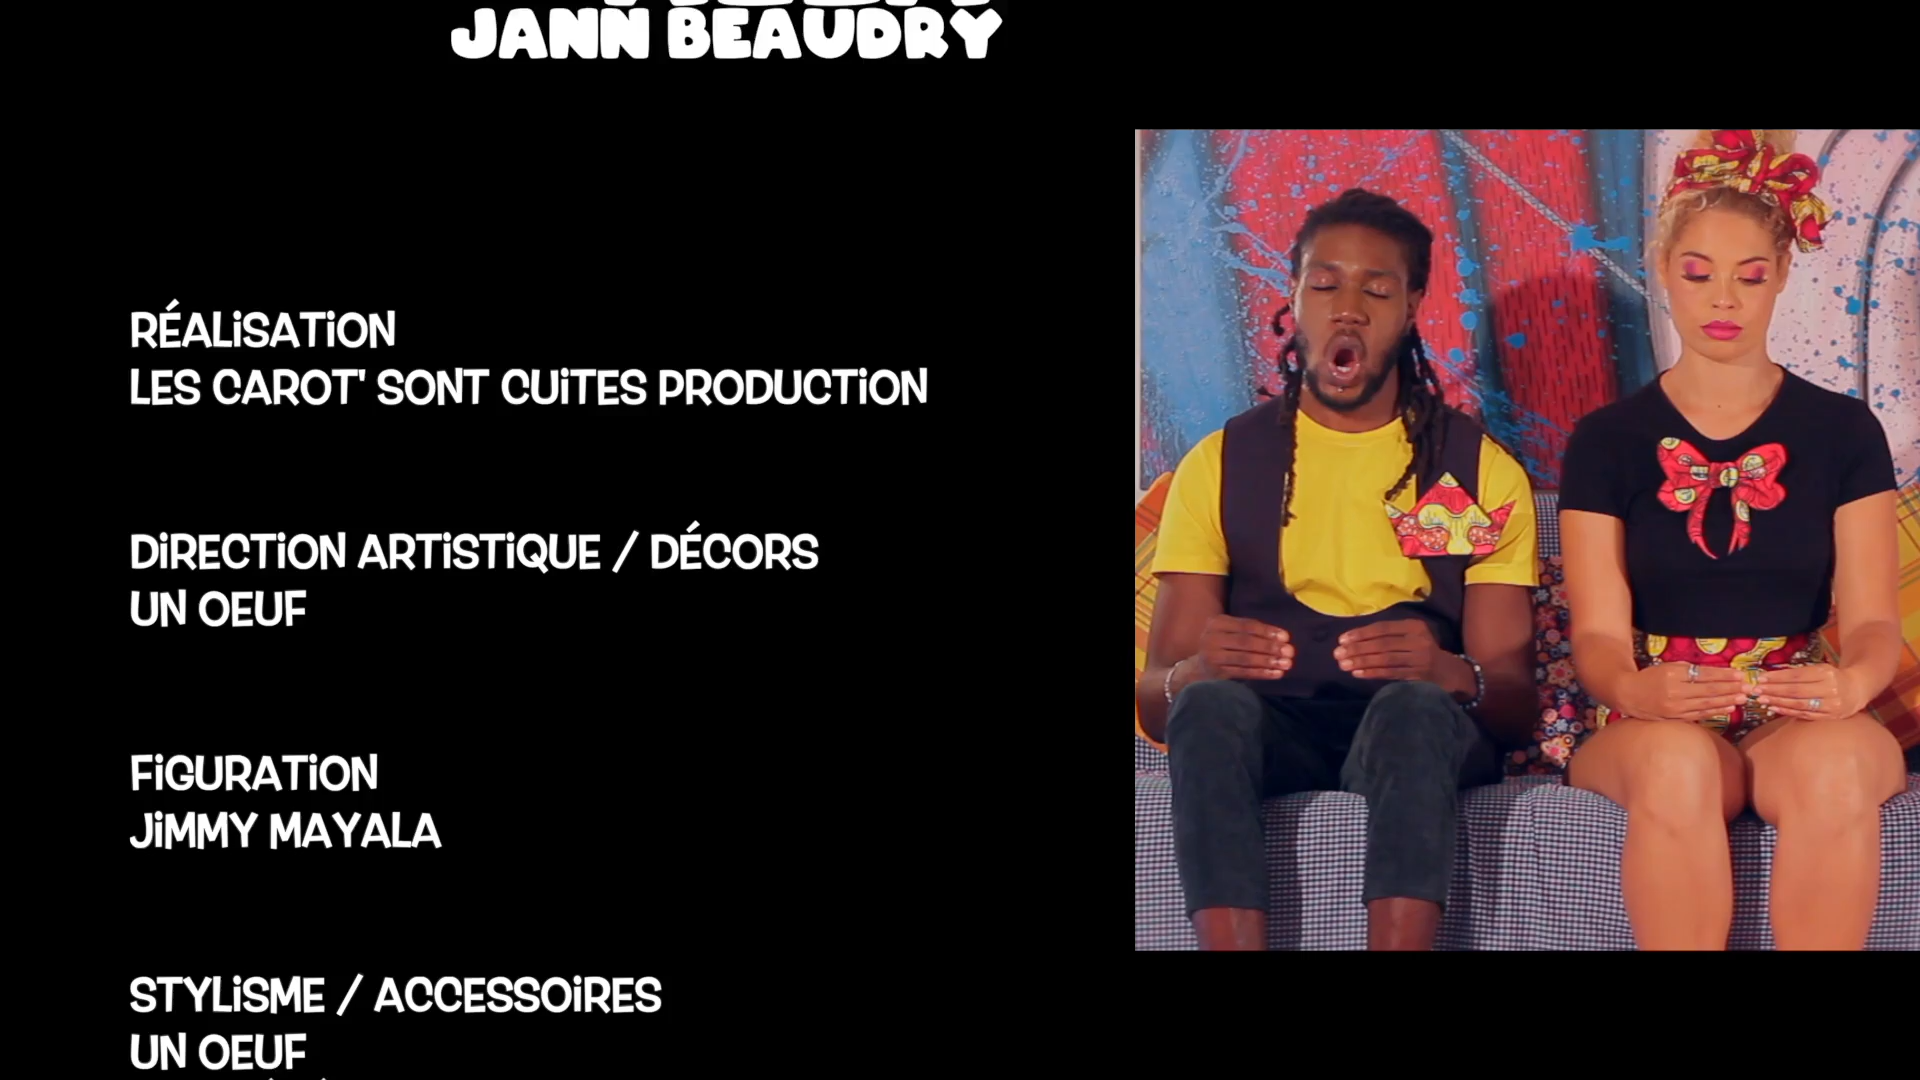 JANN BEAUDRY
RÉALiSATiON
LES CAROT' SONT CUiTES PRODUCTiON
DiRECTiON ARTiSTiQUE / DÉCORS
UN OEUF
FiGURATiON
JiMMY MAYALA
STYLiSME / ACCESSOiRES
UN OEUF